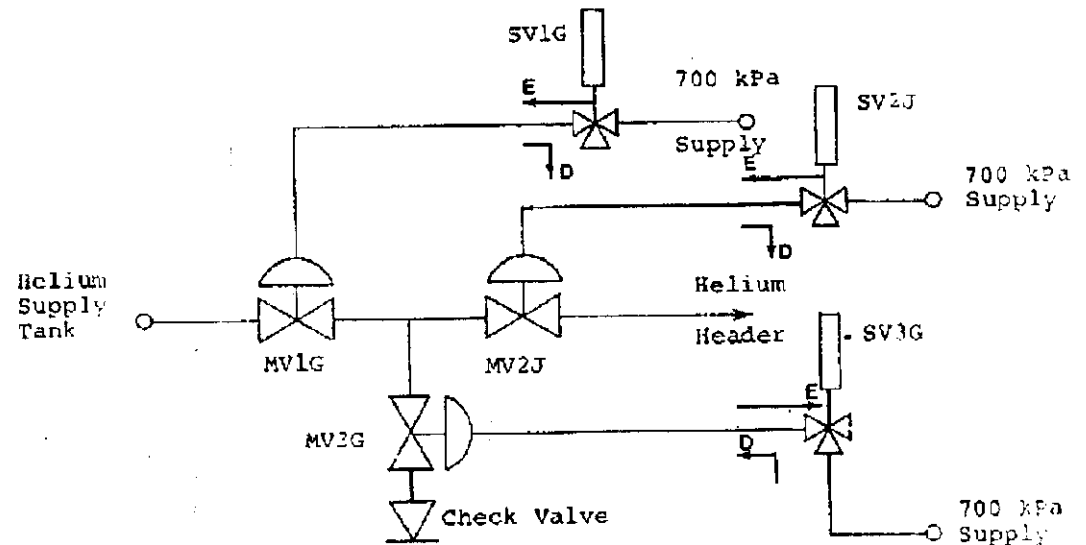 SV1G
E
700 kPa
Supply
D
SV2J
E
700 kPa
Supply
D
Helium
Supply
Tank
MV1G
MV2J
Helium
Header
SV3G
E
D
MV3G
Check Valve
700 kPa
Supply